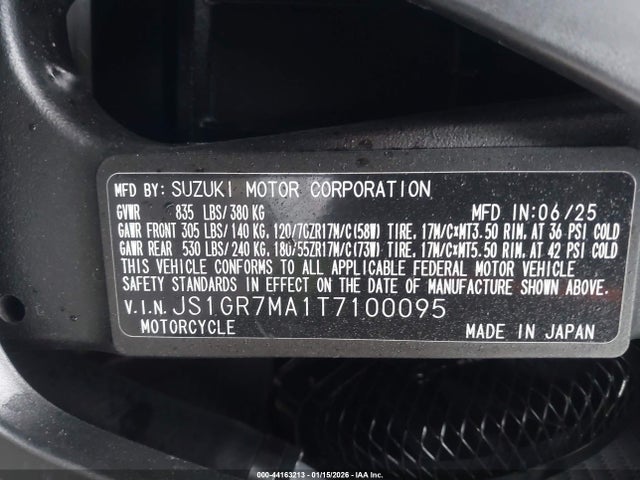 MFD BY: SUZUKI MOTOR CORPORATION
GVWR 835 LBS/380 KG MFD IN: 06/25
GAWR FRONT 305 LBS/140 KG, 120/70ZR17M/C(58W) TIRE, 17M/C×MT3.50 RIM, AT 36 PSI COLD
GAWR REAR 530 LBS/240 KG, 180/55ZR17M/C(73W) TIRE, 17M/C×MT5.50 RIM, AT 42 PSI COLD
THIS VEHICLE CONFORMS TO ALL APPLICABLE FEDERAL MOTOR VEHICLE
SAFETY STANDARDS IN EFFECT ON THE DATE OF MANUFACTURE SHOWN ABOVE.
V.I.N. JS1GR7MA1T7100095
MOTORCYCLE MADE IN JAPAN
000-44163213 - 01/15/2026 - IAA Inc.